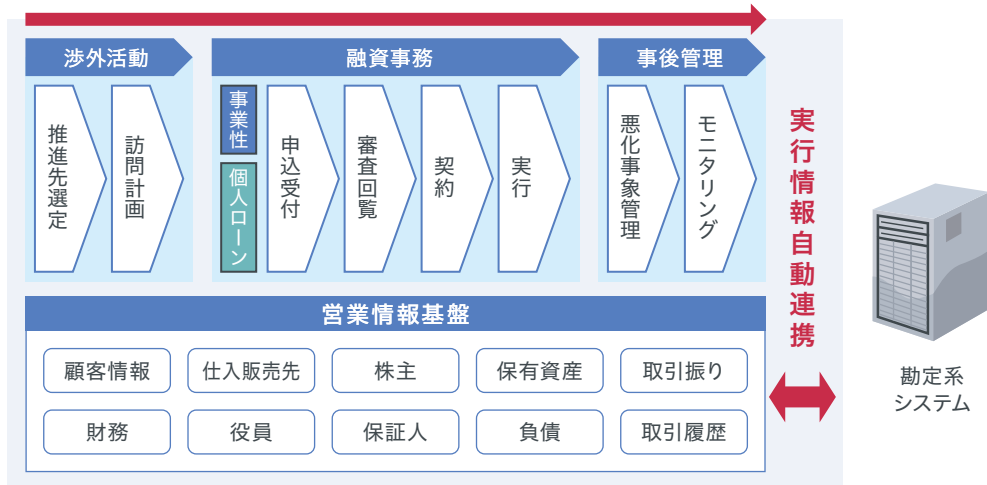 渉外活動
融資事務
事後管理
推進先選定
訪問計画
事業性
個人ローン
申込受付
審査回覧
契約
実行
悪化事象管理
モニタリング
実行情報自動連携
営業情報基盤
顧客情報
仕入販売先
株主
保有資産
取引振り
財務
役員
保証人
負債
取引履歴
勘定系
システム